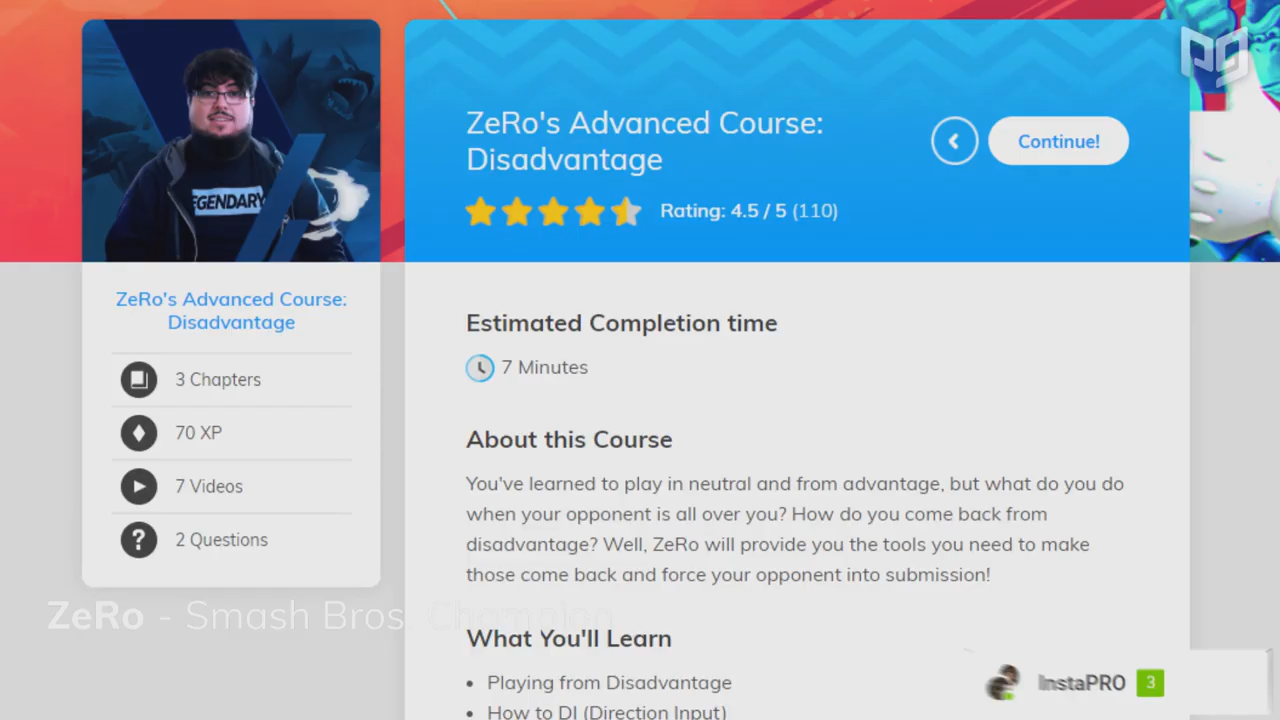 PG
EGENDARY
ZeRo's Advanced Course:
Disadvantage
Continue!
Rating: 4.5 / 5 (110)
ZeRo's Advanced Course:
Disadvantage
3 Chapters
70 XP
7 Videos
2 Questions
Estimated Completion time
7 Minutes
About this Course
You've learned to play in neutral and from advantage, but what do you do
when your opponent is all over you? How do you come back from
disadvantage? Well, ZeRo will provide you the tools you need to make
those come back and force your opponent into submission!
ZeRo - Smash Bros. Champion
What You'll Learn
• Playing from Disadvantage
• How to DI (Direction Input)
InstaPRO 3